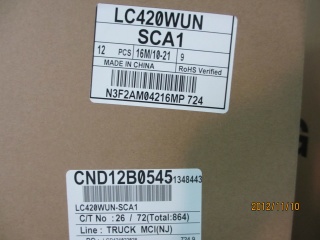 LC420WUN
SCA1
12 PCS 16M/10-21 9
MADE IN CHINA RoHS Verified
N3F2AM04216MP 724
CND12B0545 1348443
LC420WUN-SCA1
C/T No : 26 / 72(Total:864)
Line : TRUCK MCI(NJ)
2012/11/10